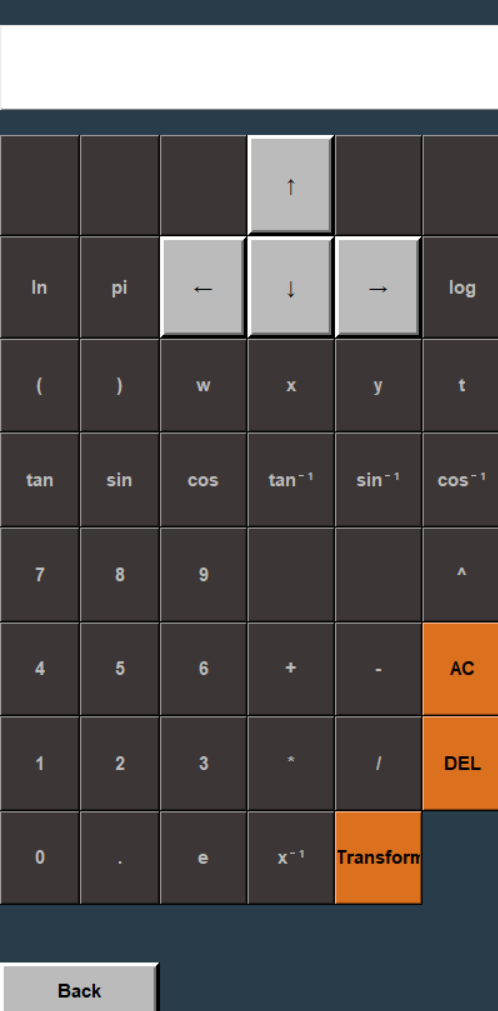 ↑
ln pi ← ↓ → log
( ) w x y t
tan sin cos tan⁻¹ sin⁻¹ cos⁻¹
7 8 9 ^
4 5 6 + - AC
1 2 3 * / DEL
0 . e x⁻¹ Transform
Back